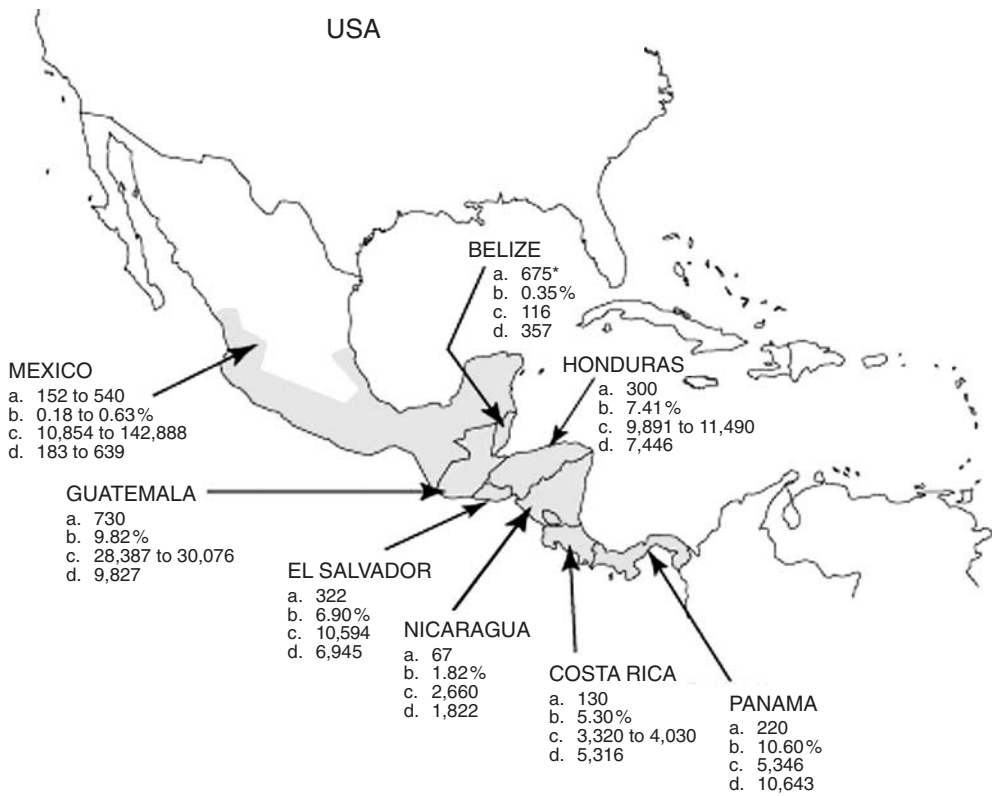 USA
BELIZE
a. 675*
b. 0.35%
c. 116
d. 357
HONDURAS
a. 300
b. 7.41%
c. 9,891 to 11,490
d. 7,446
MEXICO
a. 152 to 540
b. 0.18 to 0.63%
c. 10,854 to 142,888
d. 183 to 639
GUATEMALA
a. 730
b. 9.82%
c. 28,387 to 30,076
d. 9,827
EL SALVADOR
a. 322
b. 6.90%
c. 10,594
d. 6,945
NICARAGUA
a. 67
b. 1.82%
c. 2,660
d. 1,822
COSTA RICA
a. 130
b. 5.30%
c. 3,320 to 4,030
d. 5,316
PANAMA
a. 220
b. 10.60%
c. 5,346
d. 10,643